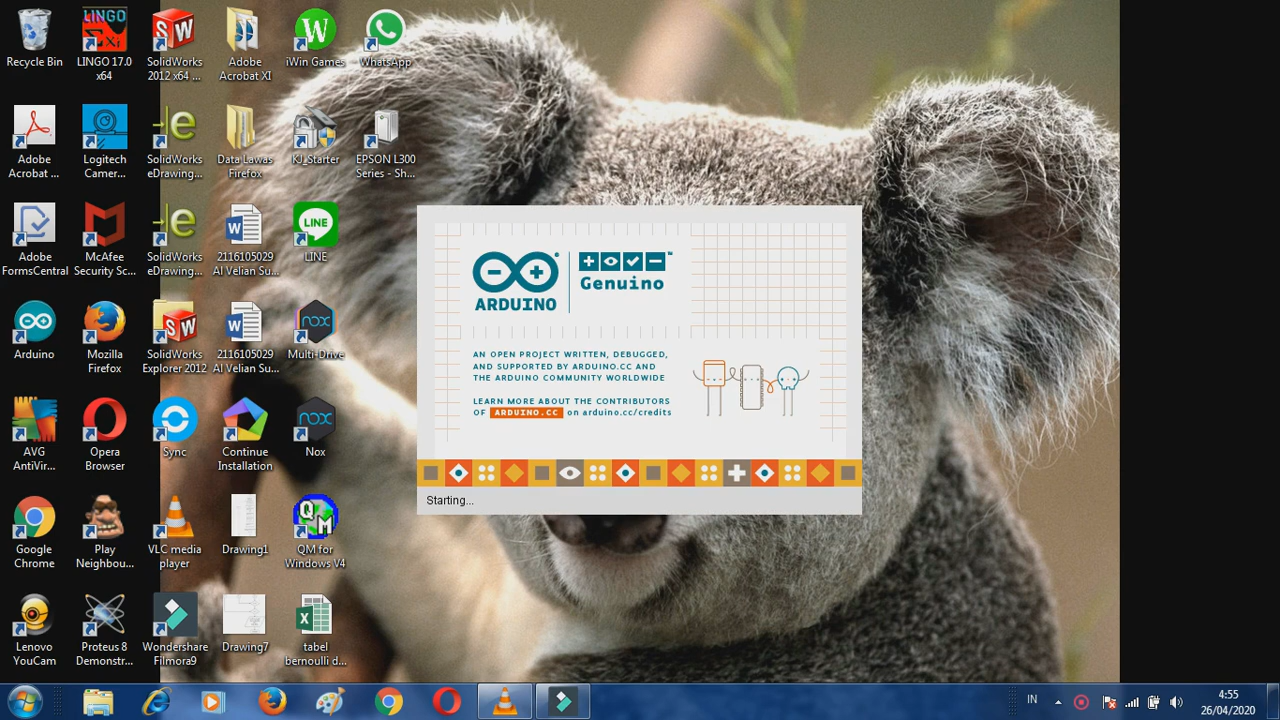 Recycle Bin
LINGO
LINGO 17.0
x64
SolidWorks
2012 x64 ...
Adobe
Acrobat XI
iWin Games
WhatsApp
Adobe
Acrobat ...
Logitech
Camer...
SolidWorks
eDrawing...
Data Lawas
Firefox
KJ_Starter
EPSON L300
Series - Sh...
Adobe
FormsCentral
McAfee
Security Sc...
SolidWorks
eDrawing...
2116105029
Al Velian Su...
LINE
LINE
Arduino
Mozilla
Firefox
SolidWorks
Explorer 2012
2116105029
Al Velian Su...
nox
Multi-Drive
AVG
AntiVir...
Opera
Browser
Sync
Continue
Installation
nox
Nox
Google
Chrome
Play
Neighbou...
VLC media
player
Drawing1
QM
QM for
Windows V4
Lenovo
YouCam
Proteus 8
Demonstr...
Wondershare
Filmora9
Drawing7
tabel
bernoulli d...
ARDUINO
Genuino
TM
AN OPEN PROJECT WRITTEN, DEBUGGED,
AND SUPPORTED BY ARDUINO.CC AND
THE ARDUINO COMMUNITY WORLDWIDE
LEARN MORE ABOUT THE CONTRIBUTORS
OF ARDUINO.CC on arduino.cc/credits
Starting...
IN
4:55
26/04/2020